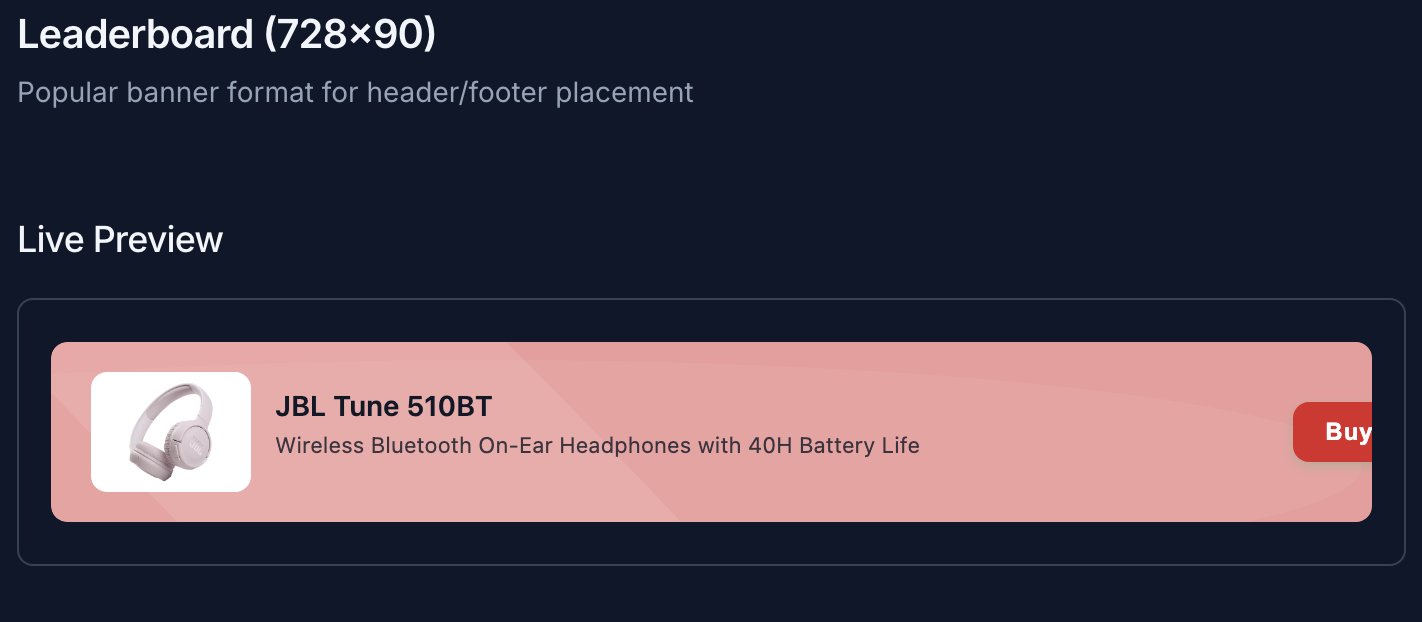 Leaderboard (728×90)
Popular banner format for header/footer placement
Live Preview
JBL Tune 510BT
Wireless Bluetooth On-Ear Headphones with 40H Battery Life
Buy